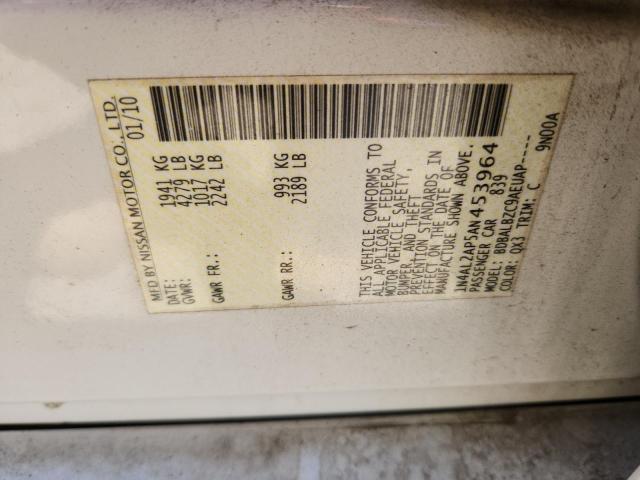 MFD BY NISSAN MOTOR CO., LTD.
DATE: 01/10
GVWR: 1941 KG
4279 LB
GAWR FR.: 1017 KG
2242 LB
GAWR RR.: 993 KG
2189 LB
THIS VEHICLE CONFORMS TO
ALL APPLICABLE FEDERAL
MOTOR VEHICLE SAFETY,
BUMPER, AND THEFT
PREVENTION STANDARDS IN
EFFECT ON THE DATE OF
MANUFACTURE SHOWN ABOVE.
1N4AL2AP5AN453964
PASSENGER CAR 839
MODEL: BDBALBZC9AEUAP----
COLOR: QX3 TRIM: C 9N00A